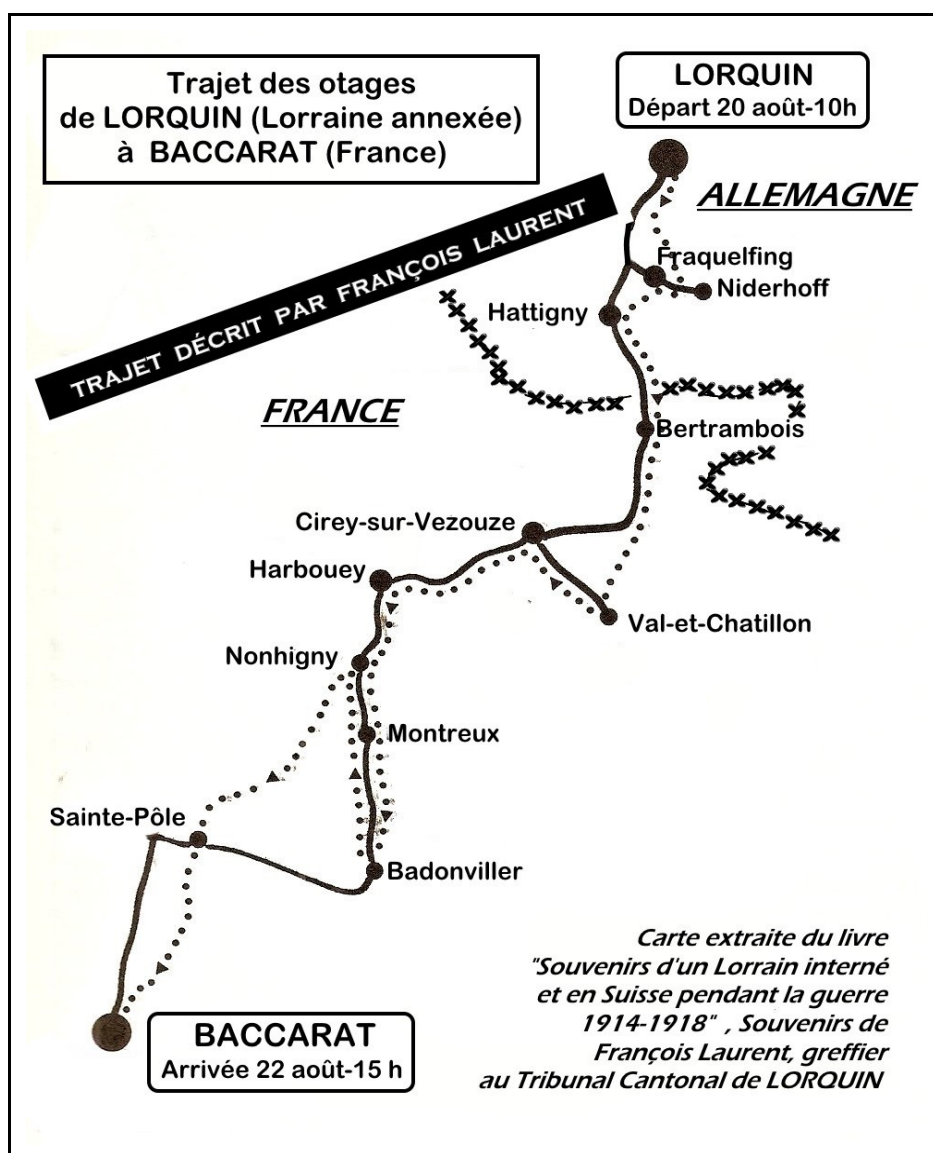 Trajet des otages
de LORQUIN (Lorraine annexée)
à BACCARAT (France)
LORQUIN
Départ 20 août-10h
ALLEMAGNE
TRAJET DÉCRIT PAR FRANÇOIS LAURENT
Fraquelfing
Niderhoff
Hattigny
FRANCE
Bertrambois
Cirey-sur-Vezouze
Harbouey
Val-et-Chatillon
Nonhigny
Montreux
Sainte-Pôle
Badonviller
Carte extraite du livre
"Souvenirs d'un Lorrain interné
et en Suisse pendant la guerre
1914-1918" , Souvenirs de
François Laurent, greffier
au Tribunal Cantonal de LORQUIN
BACCARAT
Arrivée 22 août-15 h